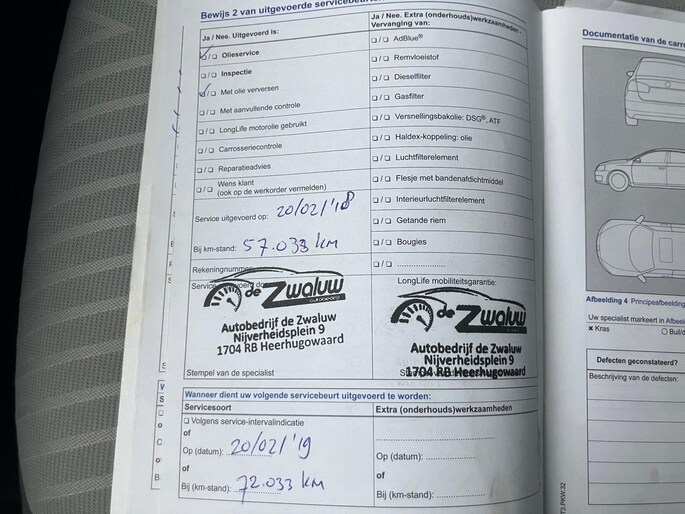 Bewijs 2 van uitgevoerde servicebeurt
Ja / Nee. Uitgevoerd is:
Olieservice
Inspectie
Met olie verversen
Met aanvullende controle
LongLife motorolie gebruikt
Carrosseriecontrole
Reparatieadvies
Wens klant
(ook op de werkorder vermelden)
Service uitgevoerd op: 20/02/'18
Bij km-stand: 57.033 km
Rekeningnummer
Service
de Zwaluw
Autobedrijf de Zwaluw
Nijverheidsplein 9
1704 RB Heerhugowaard
Stempel van de specialist
Ja / Nee. Extra (onderhouds)werkzaamheden -
Vervanging van:
AdBlue®
Remvloeistof
Dieselfilter
Gasfilter
Versnellingsbakolie: DSG®, ATF
Haldex-koppeling: olie
Luchtfilterelement
Flesje met bandenafdichtmiddel
Interieurluchtfilterelement
Getande riem
Bougies
LongLife mobiliteitsgarantie:
de Zwaluw
Autobedrijf de Zwaluw
Nijverheidsplein 9
1704 RB Heerhugowaard
Wanneer dient uw volgende servicebeurt uitgevoerd te worden:
Servicesoort
Volgens service-intervalindicatie
of
Op (datum): 20/02/'19
of
Bij (km-stand): 72.033 km
Extra (onderhouds)werkzaamheden
Op (datum):
of
Bij (km-stand):
Documentatie van de carr
Afbeelding 4 Principeafbeelding
Uw specialist markeert in Afbeel
x Kras
Defecten geconstateerd?
Beschrijving van de defecten: